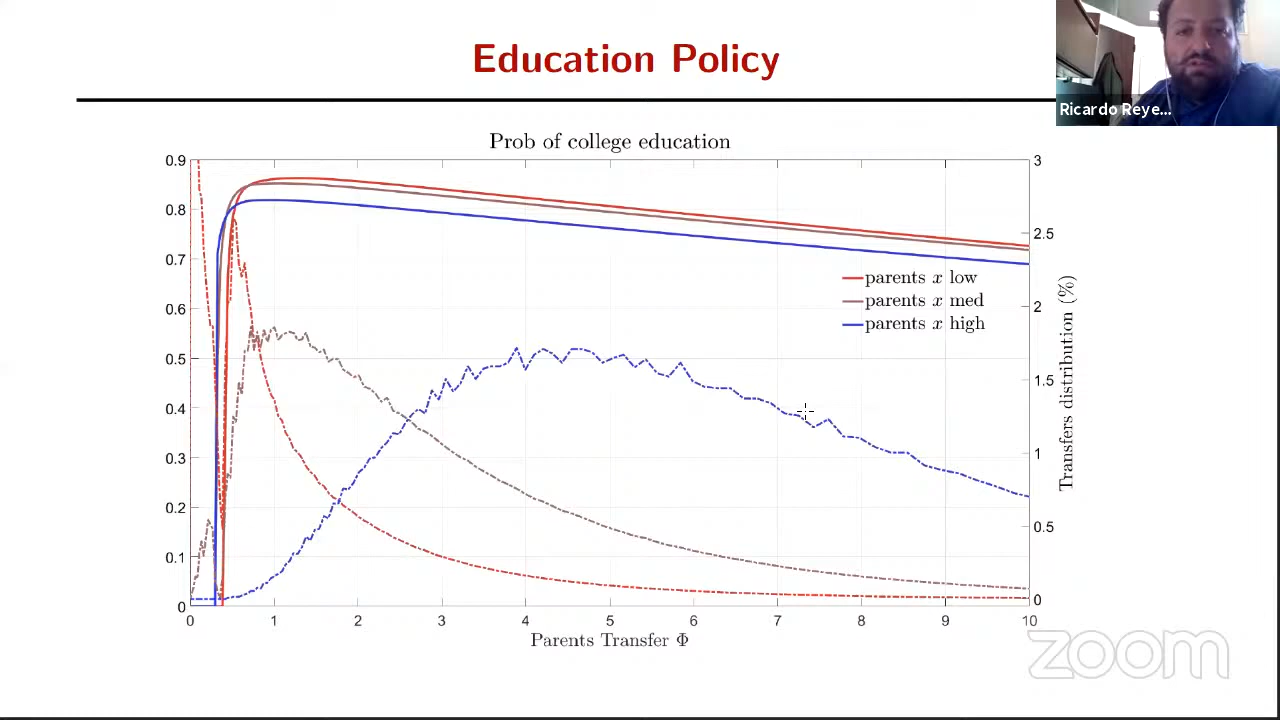 Education Policy
Ricardo Reye...
Prob of college education
0.9
0.8
0.7
0.6
0.5
0.4
0.3
0.2
0.1
0
3
2.5
2
1.5
1
0.5
0
parents x low
parents x med
parents x high
Transfers distribution (%)
0 1 2 3 4 5 6 7 8 9 10
Parents Transfer Φ
zoom